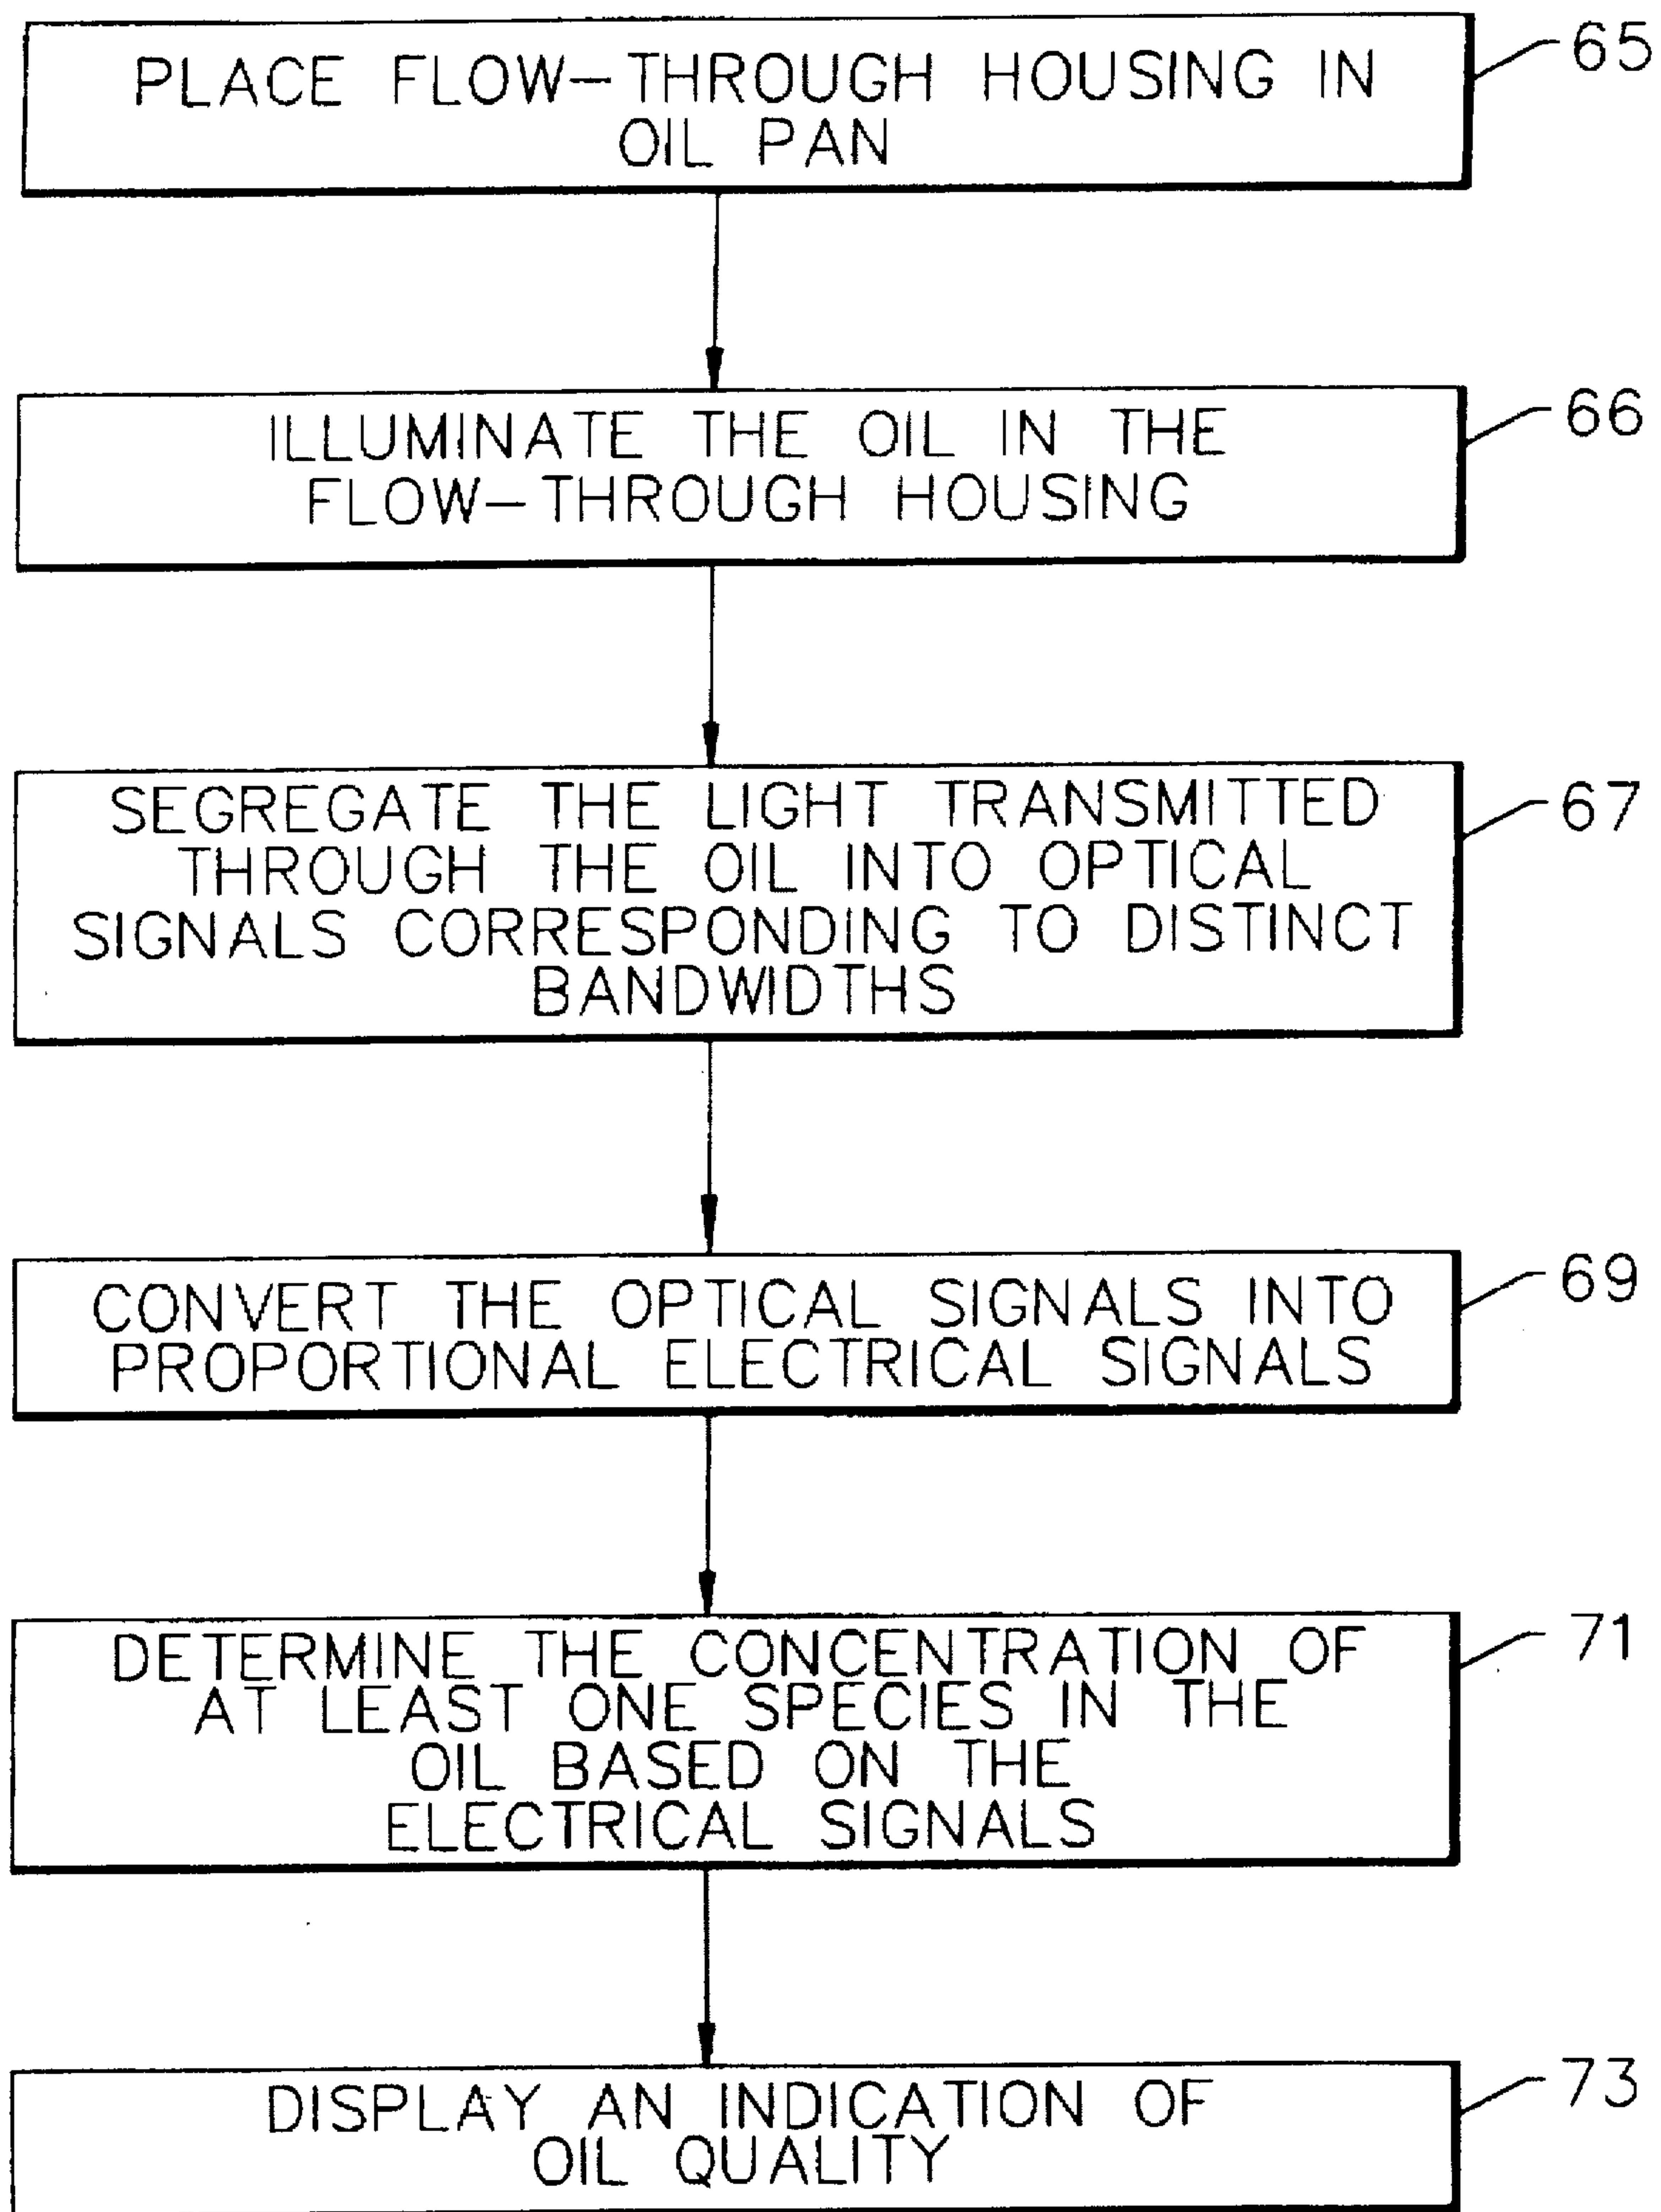 PLACE FLOW-THROUGH HOUSING IN
OIL PAN
65
ILLUMINATE THE OIL IN THE
FLOW-THROUGH HOUSING
66
SEGREGATE THE LIGHT TRANSMITTED
THROUGH THE OIL INTO OPTICAL
SIGNALS CORRESPONDING TO DISTINCT
BANDWIDTHS
67
CONVERT THE OPTICAL SIGNALS INTO
PROPORTIONAL ELECTRICAL SIGNALS
69
DETERMINE THE CONCENTRATION OF
AT LEAST ONE SPECIES IN THE
OIL BASED ON THE
ELECTRICAL SIGNALS
71
DISPLAY AN INDICATION OF
OIL QUALITY
73